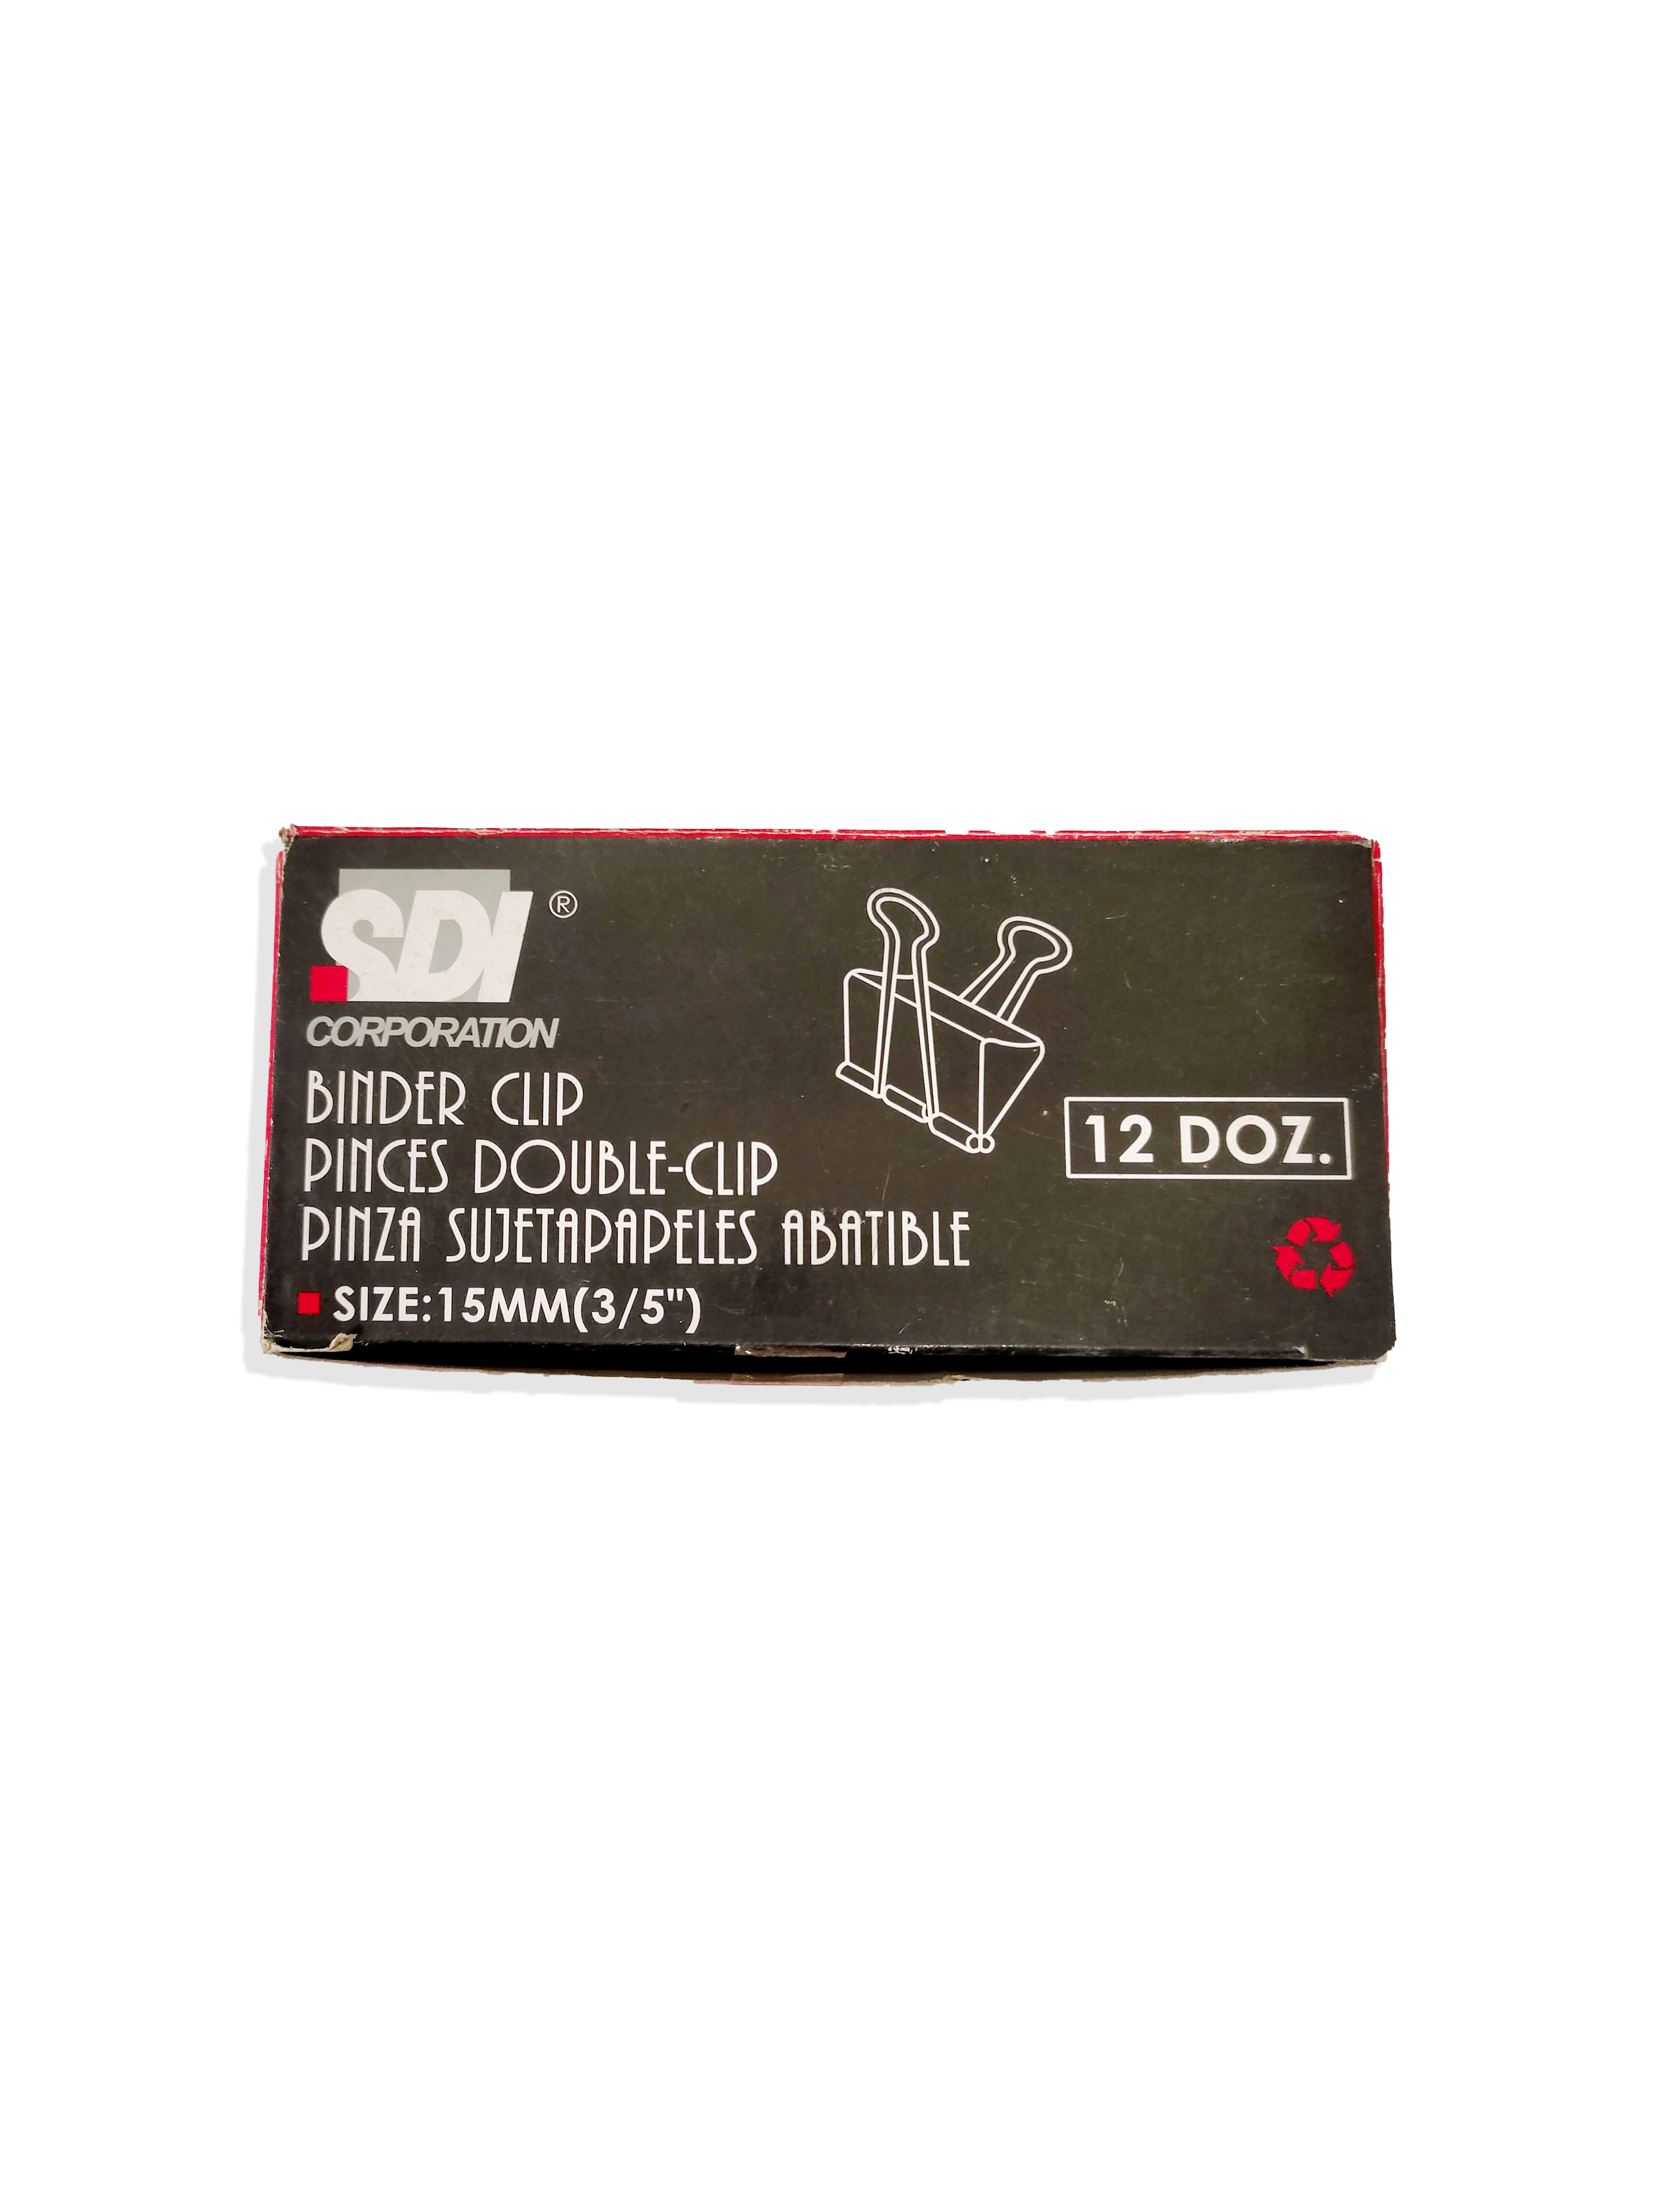 SDI ®
CORPORATION
BINDER CLIP
PINCES DOUBLE-CLIP
PINZA SUJETAPAPELES ABATIBLE
12 DOZ.
SIZE:15MM(3/5")